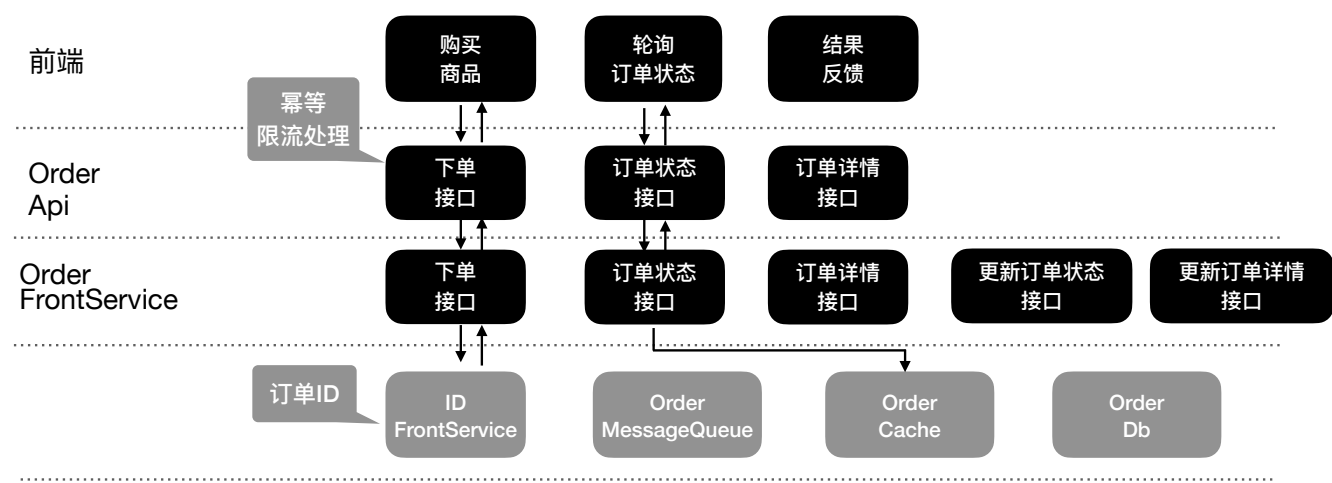 前端
购买
商品
轮询
订单状态
结果
反馈
幂等
限流处理
Order
Api
下单
接口
订单状态
接口
订单详情
接口
Order
FrontService
下单
接口
订单状态
接口
订单详情
接口
更新订单状态
接口
更新订单详情
接口
订单ID
ID
FrontService
Order
MessageQueue
Order
Cache
Order
Db